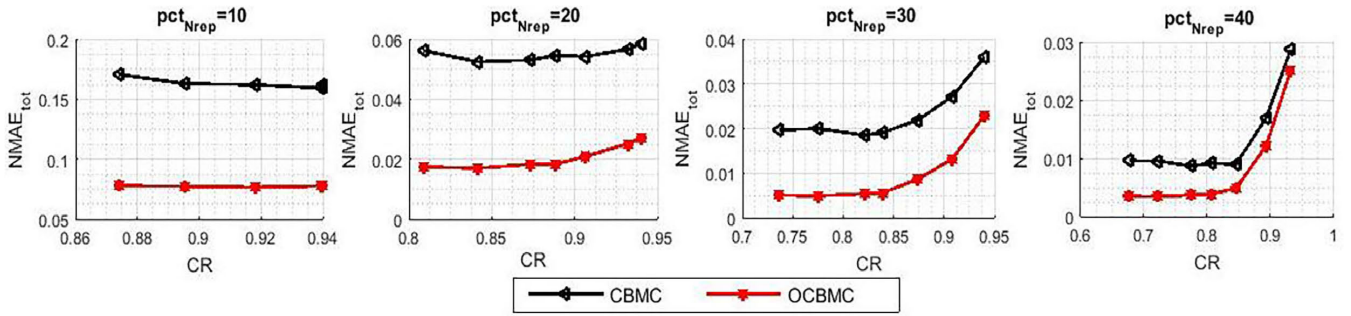 pct_Nrep=10
0.2
0.15
0.1
0.05
NMAE_tot
0.86 0.88 0.9 0.92 0.94
CR
pct_Nrep=20
0.06
0.04
0.02
0
NMAE_tot
0.8 0.85 0.9 0.95
CR
pct_Nrep=30
0.04
0.03
0.02
0.01
0
NMAE_tot
0.7 0.75 0.8 0.85 0.9 0.95
CR
pct_Nrep=40
0.03
0.02
0.01
0
NMAE_tot
0.6 0.7 0.8 0.9 1
CR
CBMC OCBMC